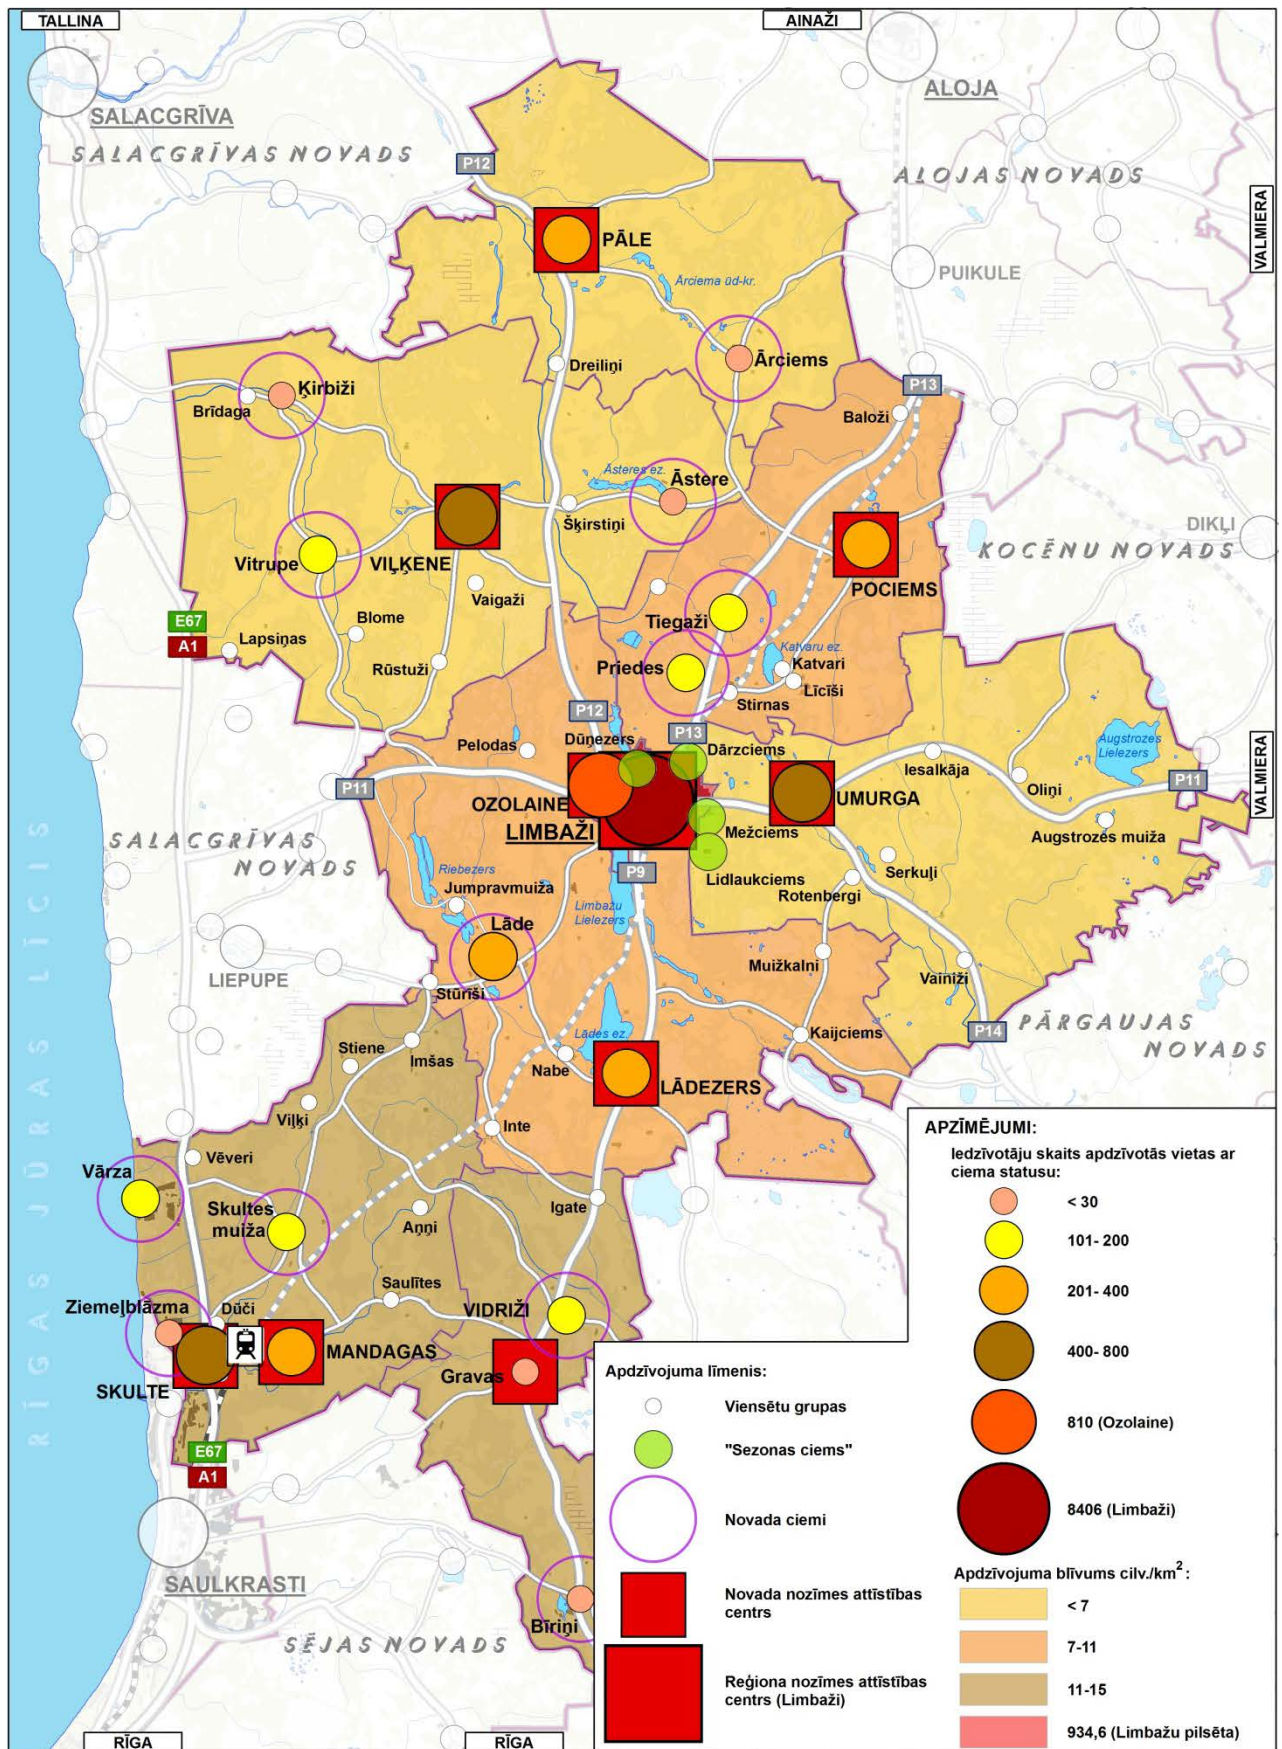 TALLINA
AINAŽI
SALACGRĪVA
ALOJA
SALACGRĪVAS NOVADS
P12
ALOJAS NOVADS
VALMIERA
PĀLE
PUIKULE
Ārciema ūd-kr.
Ārciems
Dreiliņi
P13
Ķirbiži
Brīdaga
Baloži
Āsteres ez.
Āstere
Šķirstiņi
DIKĻI
KOCĒNU NOVADS
Vitrupe
VIĻĶENE
POCIEMS
Vaigaži
Tiegaži
E67
A1
Blome
Lapsiņas
Rūstuži
Katvaru ez.
Priedes
Katvari
Līcīši
Stirnas
P12
P13
Pelodas
Dūņezers
Dārzciems
Iesalkāja
Augstrozes
Lielezers
VALMIERA
P11
P11
Oliņi
OZOLAINE
UMURGA
LIMBAŽI
Mežciems
Augstrozes muiža
SALACGRĪVAS
NOVADS
P9
Lidlaukciems
Serkuļi
Rotenbergi
Riebezers
Jumpravmuiža
Limbažu
Lielezers
Lāde
LIEPUPE
Muižkalni
Vainiži
Stūrīši
P14
PĀRGAUJAS
NOVADS
Lādes ez.
Kaijciems
Stiene
Imšas
Nabe
LĀDEZERS
Viļķi
Inte
Vēveri
Vārza
Skultes
muiža
Igate
Aņņi
RĪGAS JŪRAS LĪCIS
Saulītes
Ziemeļblāzma
Dūči
VIDRIŽI
MANDAGAS
Gravas
SKULTE
E67
A1
SAULKRASTI
Bīriņi
SĒJAS NOVADS
RĪGA
RĪGA
APZĪMĒJUMI:
Iedzīvotāju skaits apdzīvotās vietas ar
ciema statusu:
< 30
101- 200
201- 400
400- 800
810 (Ozolaine)
8406 (Limbaži)
Apdzīvojuma līmenis:
Viensētu grupas
"Sezonas ciems"
Novada ciemi
Novada nozīmes attīstības
centrs
Reģiona nozīmes attīstības
centrs (Limbaži)
Apdzīvojuma blīvums cilv./km²:
< 7
7-11
11-15
934,6 (Limbažu pilsēta)